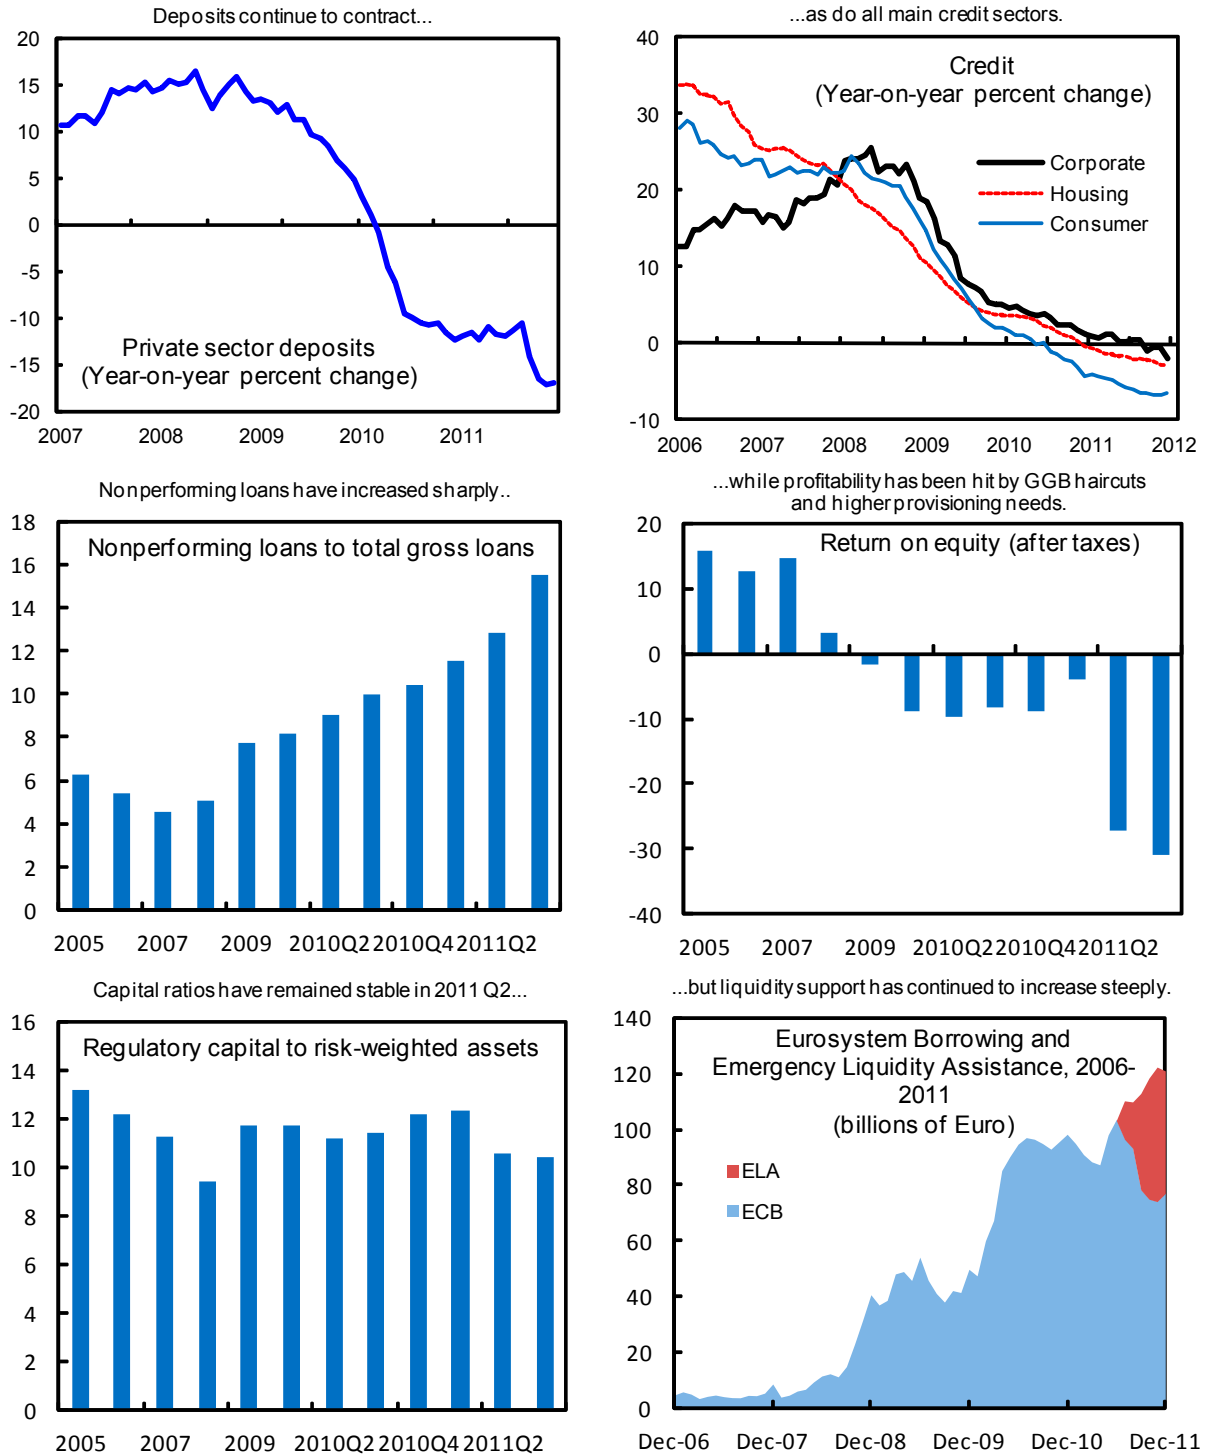 Deposits continue to contract...
20
15
10
5
0
-5
-10
-15
-20
Private sector deposits
(Year-on-year percent change)
2007 2008 2009 2010 2011
...as do all main credit sectors.
40
30
20
10
0
-10
Credit
(Year-on-year percent change)
Corporate
Housing
Consumer
2006 2007 2008 2009 2010 2011 2012
Nonperforming loans have increased sharply..
18
16
14
12
10
8
6
4
2
0
Nonperforming loans to total gross loans
2005 2007 2009 2010Q2 2010Q4 2011Q2
...while profitability has been hit by GGB haircuts
and higher provisioning needs.
20
10
0
-10
-20
-30
-40
Return on equity (after taxes)
2005 2007 2009 2010Q2 2010Q4 2011Q2
Capital ratios have remained stable in 2011 Q2...
16
14
12
10
8
6
4
2
0
Regulatory capital to risk-weighted assets
2005 2007 2009 2010Q2 2010Q4 2011Q2
...but liquidity support has continued to increase steeply.
140
120
100
80
60
40
20
0
Eurosystem Borrowing and
Emergency Liquidity Assistance, 2006-
2011
(billions of Euro)
ELA
ECB
Dec-06 Dec-07 Dec-08 Dec-09 Dec-10 Dec-11